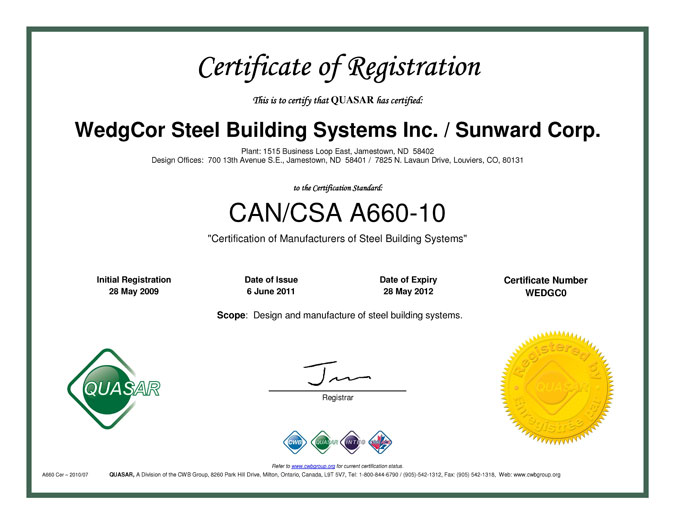 Certificate of Registration
This is to certify that QUASAR has certified:
WedgCor Steel Building Systems Inc. / Sunward Corp.
Plant: 1515 Business Loop East, Jamestown, ND  58402
Design Offices:  700 13th Avenue S.E., Jamestown, ND  58401 /  7825 N. Lavaun Drive, Louviers, CO, 80131
to the Certification Standard:
CAN/CSA A660-10
"Certification of Manufacturers of Steel Building Systems"
Initial Registration Date of Issue Date of Expiry Certificate Number
28 May 2009 6 June 2011 28 May 2012 WEDGC0
Scope:  Design and manufacture of steel building systems.
QUASAR
Registrar
Registered by
QUASAR
Enregistrée par
CWB QUASAR
Refer to www.cwbgroup.org for current certification status.
A660 Cer – 2010/07 QUASAR, A Division of the CWB Group, 8260 Park Hill Drive, Milton, Ontario, Canada, L9T 5V7, Tel: 1-800-844-6790 / (905)-542-1312, Fax: (905) 542-1318,  Web: www.cwbgroup.org